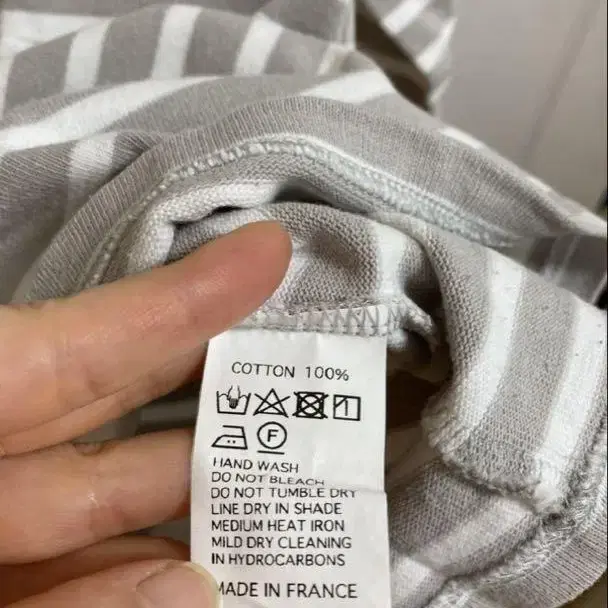 COTTON 100%
F
HAND WASH
DO NOT BLEACH
DO NOT TUMBLE DRY
LINE DRY IN SHADE
MEDIUM HEAT IRON
MILD DRY CLEANING
IN HYDROCARBONS
MADE IN FRANCE